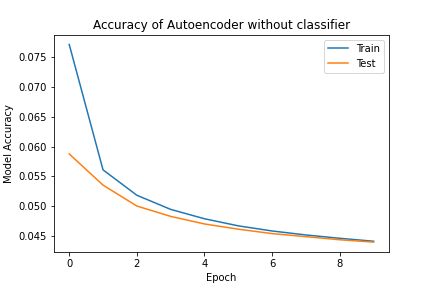 Accuracy of Autoencoder without classifier
Train
Test
Model Accuracy
0.075
0.070
0.065
0.060
0.055
0.050
0.045
0 2 4 6 8
Epoch